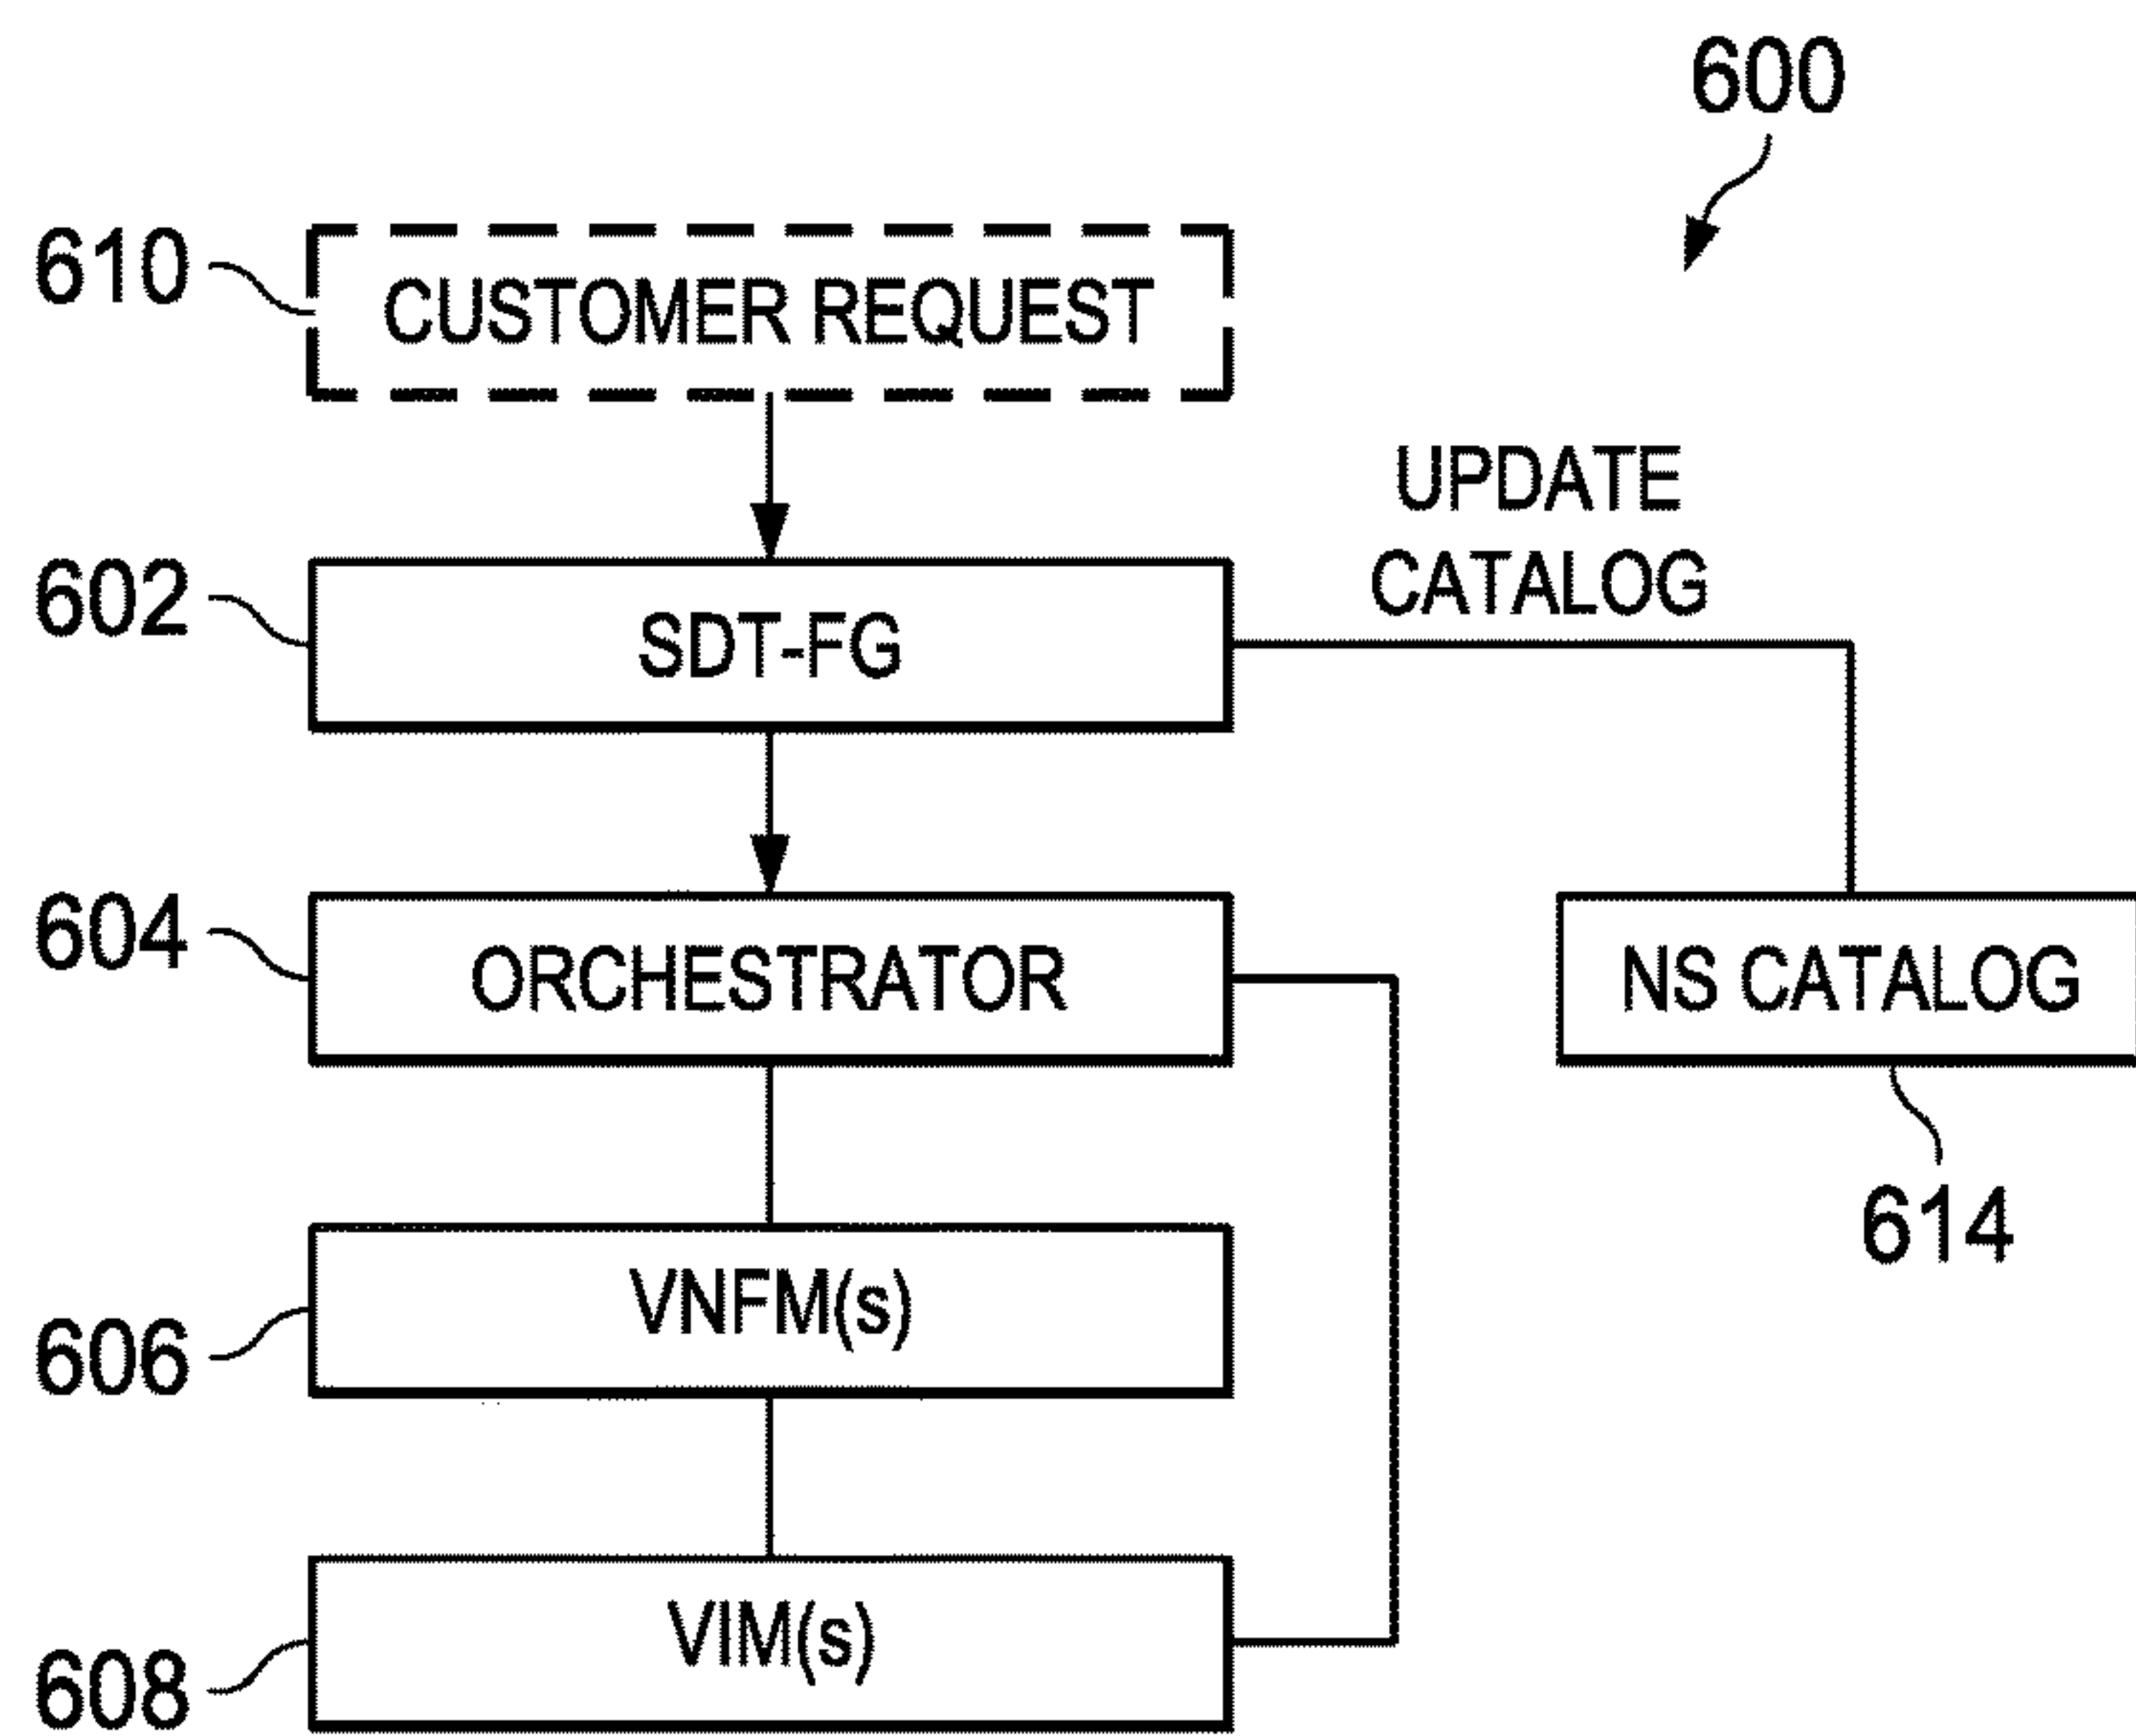 600
610
CUSTOMER REQUEST
UPDATE
CATALOG
602
SDT-FG
604
ORCHESTRATOR
NS CATALOG
614
606
VNFM(s)
608
VIM(s)